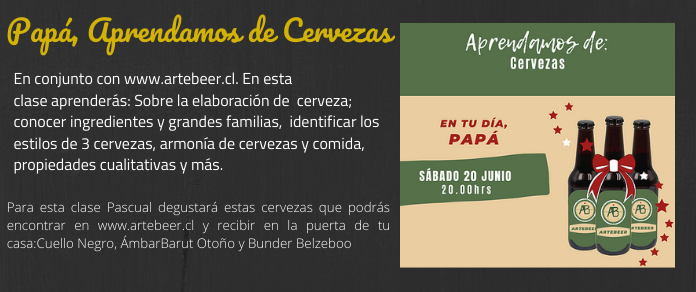 Papá, Aprendamos de Cervezas
En conjunto con www.artebeer.cl. En esta
clase aprenderás: Sobre la elaboración de cerveza;
conocer ingredientes y grandes familias, identificar los
estilos de 3 cervezas, armonía de cervezas y comida,
propiedades cualitativas y más.
Para esta clase Pascual degustará estas cervezas que podrás
encontrar en www.artebeer.cl y recibir en la puerta de tu
casa:Cuello Negro, ÁmbarBarut Otoño y Bunder Belzeboo
Aprendamos de:
Cervezas
EN TU DÍA,
PAPÁ
SÁBADO 20 JUNIO
20.00hrs
AB
AB
AB
ARTEBEER
ARTEBEER
ARTEBEER